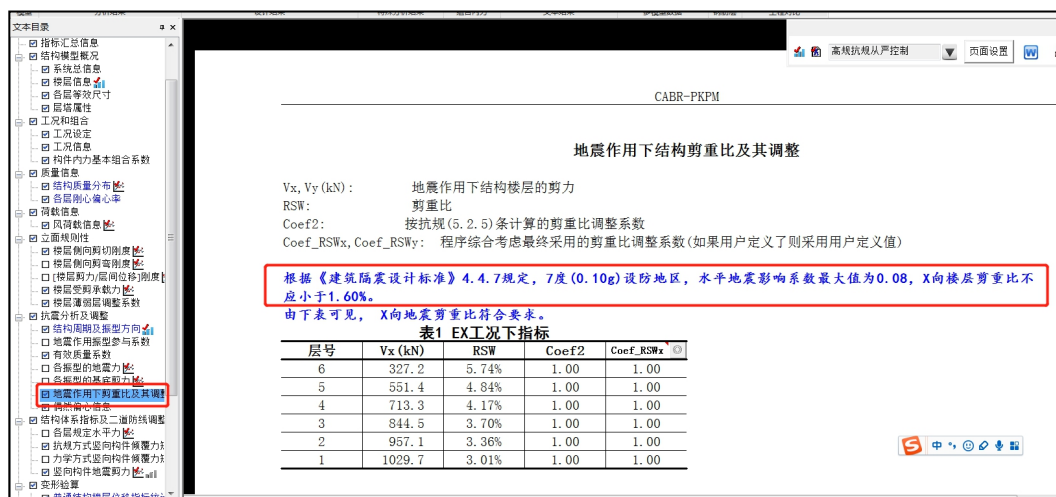 文本目录
指标汇总信息
结构模型概况
系统总信息
楼层信息
各层等效尺寸
层塔属性
工况和组合
工况设定
工况信息
构件内力基本组合系数
质量信息
结构质量分布
各层刚心偏心率
荷载信息
风荷载信息
立面规则性
楼层侧向剪切刚度
楼层侧向剪弯刚度
[楼层剪力/层间位移]刚度[
楼层受剪承载力
楼层薄弱层调整系数
抗震分析及调整
结构周期及振型方向
地震作用振型参与系数
有效质量系数
各振型的地震力
各振型的基底剪力
地震作用下剪重比及其调整
偶然偏心信息
结构体系指标及二道防线调整
各层规定水平力
抗规方式竖向构件倾覆力
力学方式竖向构件倾覆力
竖向构件地震剪力
变形验算
高规抗规从严控制
页面设置
CABR-PKPM
地震作用下结构剪重比及其调整
Vx,Vy(kN): 地震作用下结构楼层的剪力
RSW: 剪重比
Coef2: 按抗规(5.2.5)条计算的剪重比调整系数
Coef_RSWx,Coef_RSWy: 程序综合考虑最终采用的剪重比调整系数(如果用户定义了则采用用户定义值)
根据《建筑隔震设计标准》4.4.7规定, 7度(0.10g)设防地区, 水平地震影响系数最大值为0.08, X向楼层剪重比不
应小于1.60%。
由下表可见, X向地震剪重比符合要求。
表1 EX工况下指标
层号 Vx(kN) RSW Coef2 Coef_RSWx
6 327.2 5.74% 1.00 1.00
5 551.4 4.84% 1.00 1.00
4 713.3 4.17% 1.00 1.00
3 844.5 3.70% 1.00 1.00
2 957.1 3.36% 1.00 1.00
1 1029.7 3.01% 1.00 1.00
中